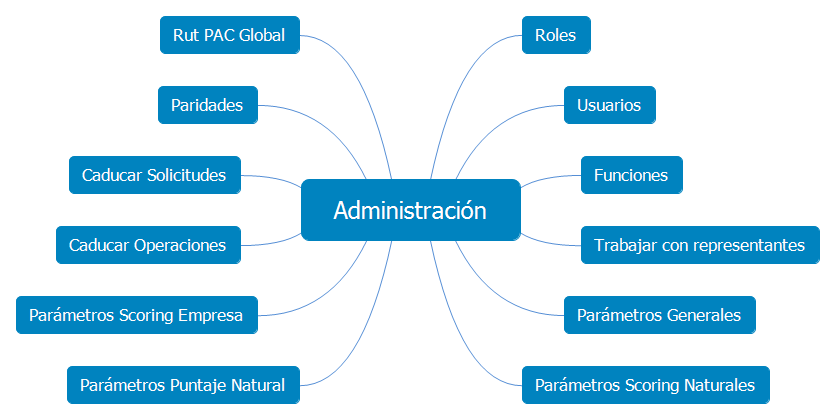 Rut PAC Global
Roles
Paridades
Usuarios
Caducar Solicitudes
Funciones
Administración
Caducar Operaciones
Trabajar con representantes
Parámetros Scoring Empresa
Parámetros Generales
Parámetros Puntaje Natural
Parámetros Scoring Naturales